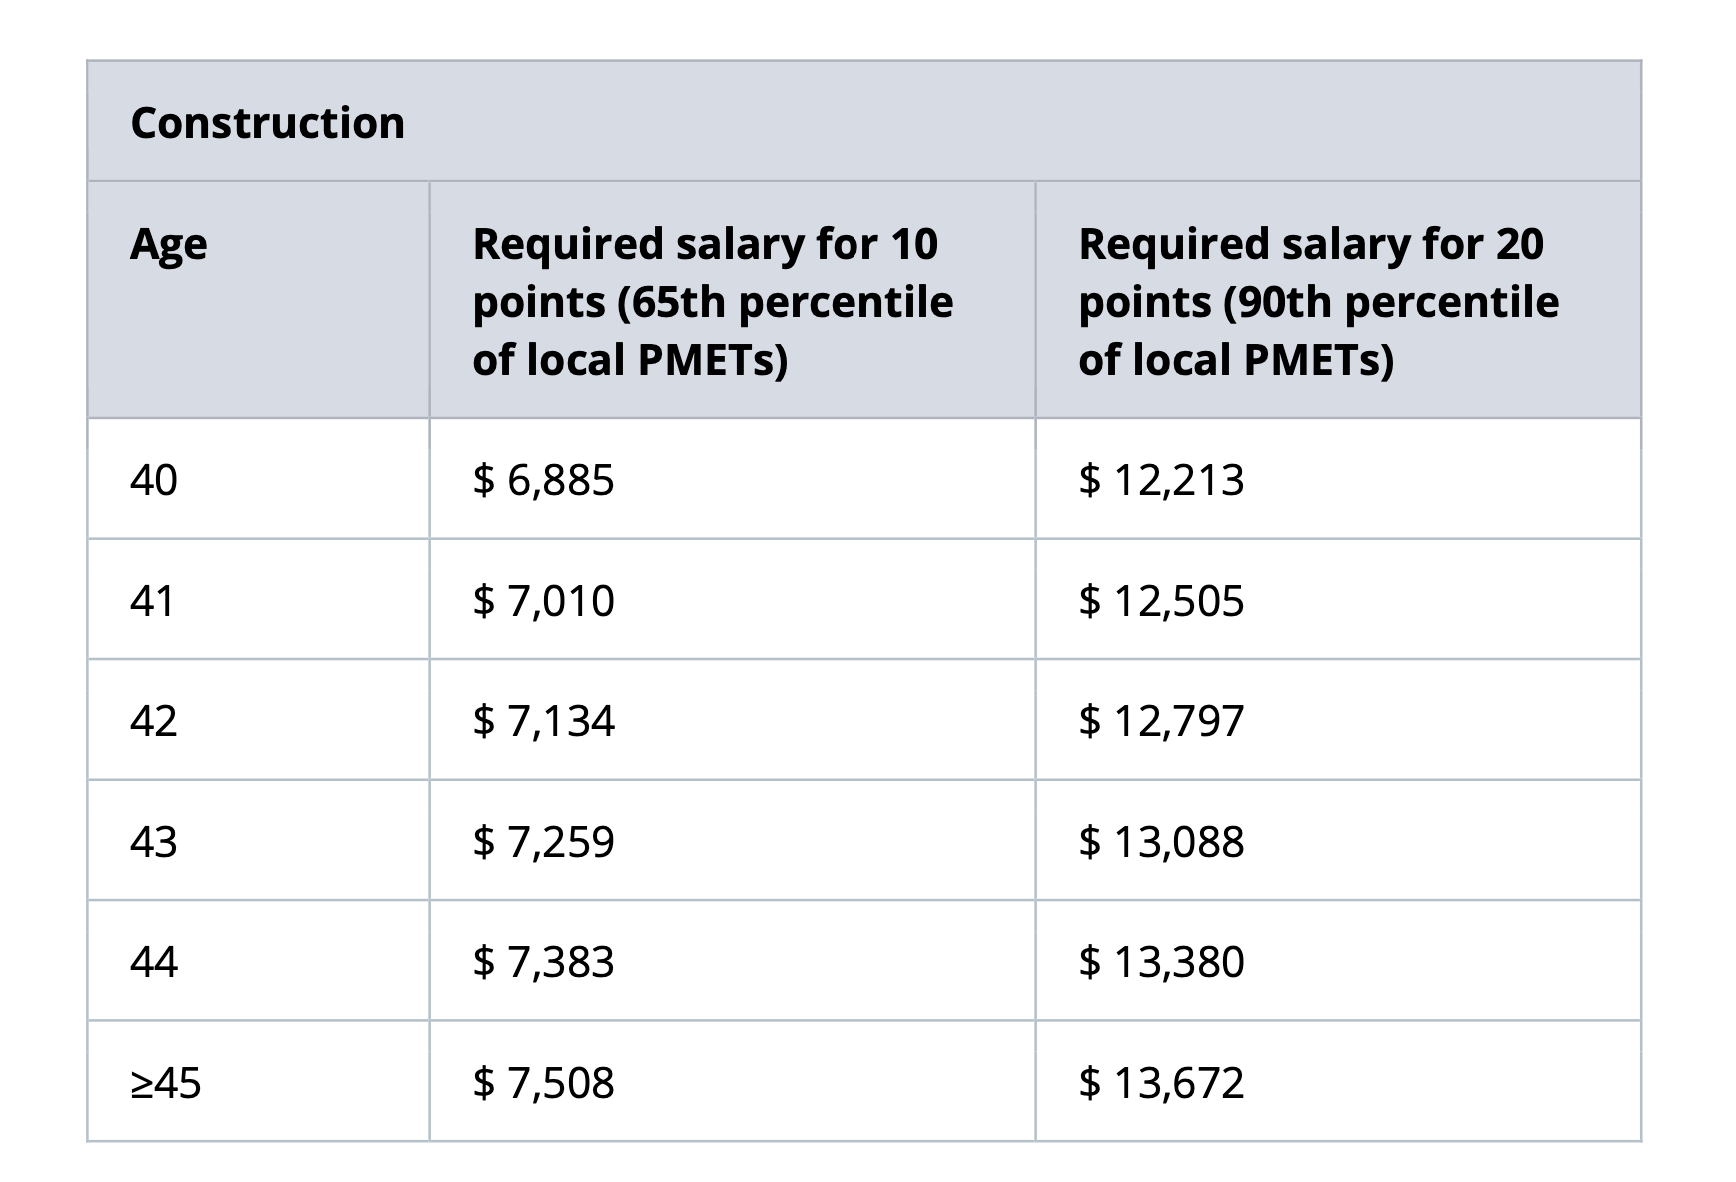 Construction
Age
Required salary for 10
points (65th percentile
of local PMETs)
Required salary for 20
points (90th percentile
of local PMETs)
40
$ 6,885
$ 12,213
41
$ 7,010
$ 12,505
42
$ 7,134
$ 12,797
43
$ 7,259
$ 13,088
44
$ 7,383
$ 13,380
≥45
$ 7,508
$ 13,672